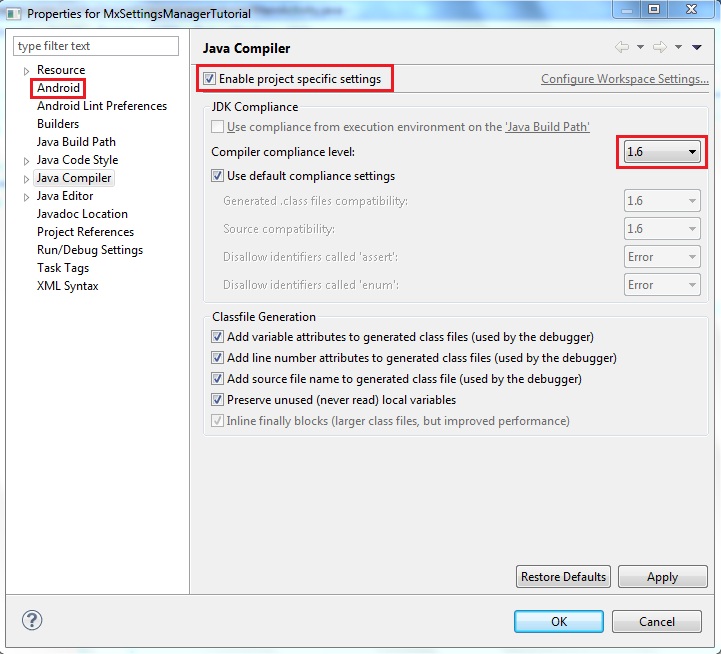 Properties for MxSettingsManagerTutorial
type filter text
Resource
Android
Android Lint Preferences
Builders
Java Build Path
Java Code Style
Java Compiler
Java Editor
Javadoc Location
Project References
Run/Debug Settings
Task Tags
XML Syntax
Java Compiler
Enable project specific settings
Configure Workspace Settings...
JDK Compliance
Use compliance from execution environment on the 'Java Build Path'
Compiler compliance level: 1.6
Use default compliance settings
Generated .class files compatibility: 1.6
Source compatibility: 1.6
Disallow identifiers called 'assert': Error
Disallow identifiers called 'enum': Error
Classfile Generation
Add variable attributes to generated class files (used by the debugger)
Add line number attributes to generated class files (used by the debugger)
Add source file name to generated class file (used by the debugger)
Preserve unused (never read) local variables
Inline finally blocks (larger class files, but improved performance)
Restore Defaults Apply
? OK Cancel